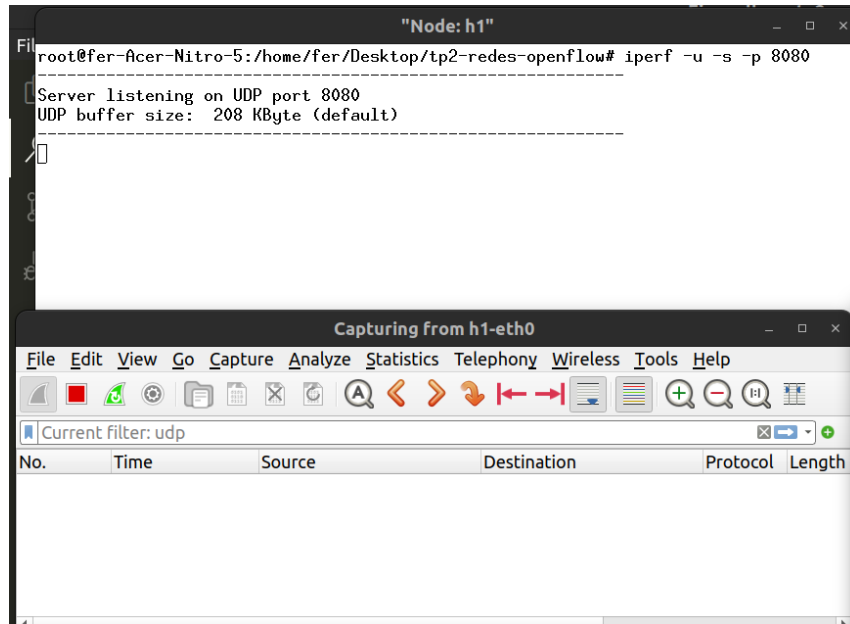 "Node: h1"
Fil
root@fer-Acer-Nitro-5:/home/fer/Desktop/tp2-redes-openflow# iperf -u -s -p 8080
------------------------------------------------------------
Server listening on UDP port 8080
UDP buffer size:  208 KByte (default)
------------------------------------------------------------
Capturing from h1-eth0
File Edit View Go Capture Analyze Statistics Telephony Wireless Tools Help
Current filter: udp
No. Time Source Destination Protocol Length